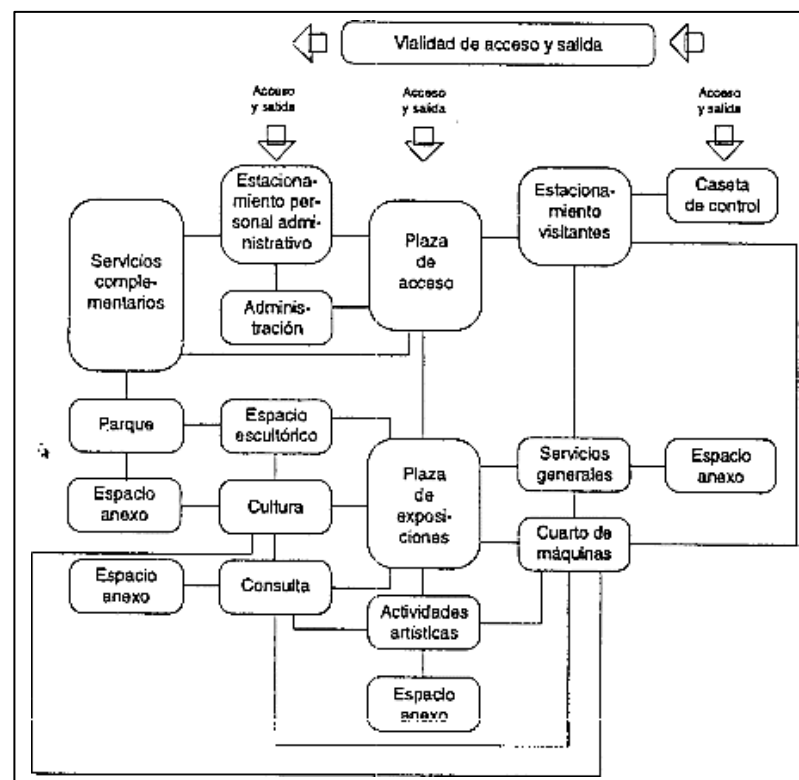 Vialidad de acceso y salida
Acceso
y salida
Acceso
y salida
Acceso
y salida
Estaciona-
miento per-
sonal admi-
nistrativo
Estaciona-
miento
visitantes
Caseta
de control
Servicios
comple-
mentarios
Plaza
de
acceso
Adminis-
tración
Parque
Espacio
escultórico
Plaza
de
exposi-
ciones
Servicios
generales
Espacio
anexo
Espacio
anexo
Cultura
Cuarto de
máquinas
Espacio
anexo
Consulta
Actividades
artísticas
Espacio
anexo